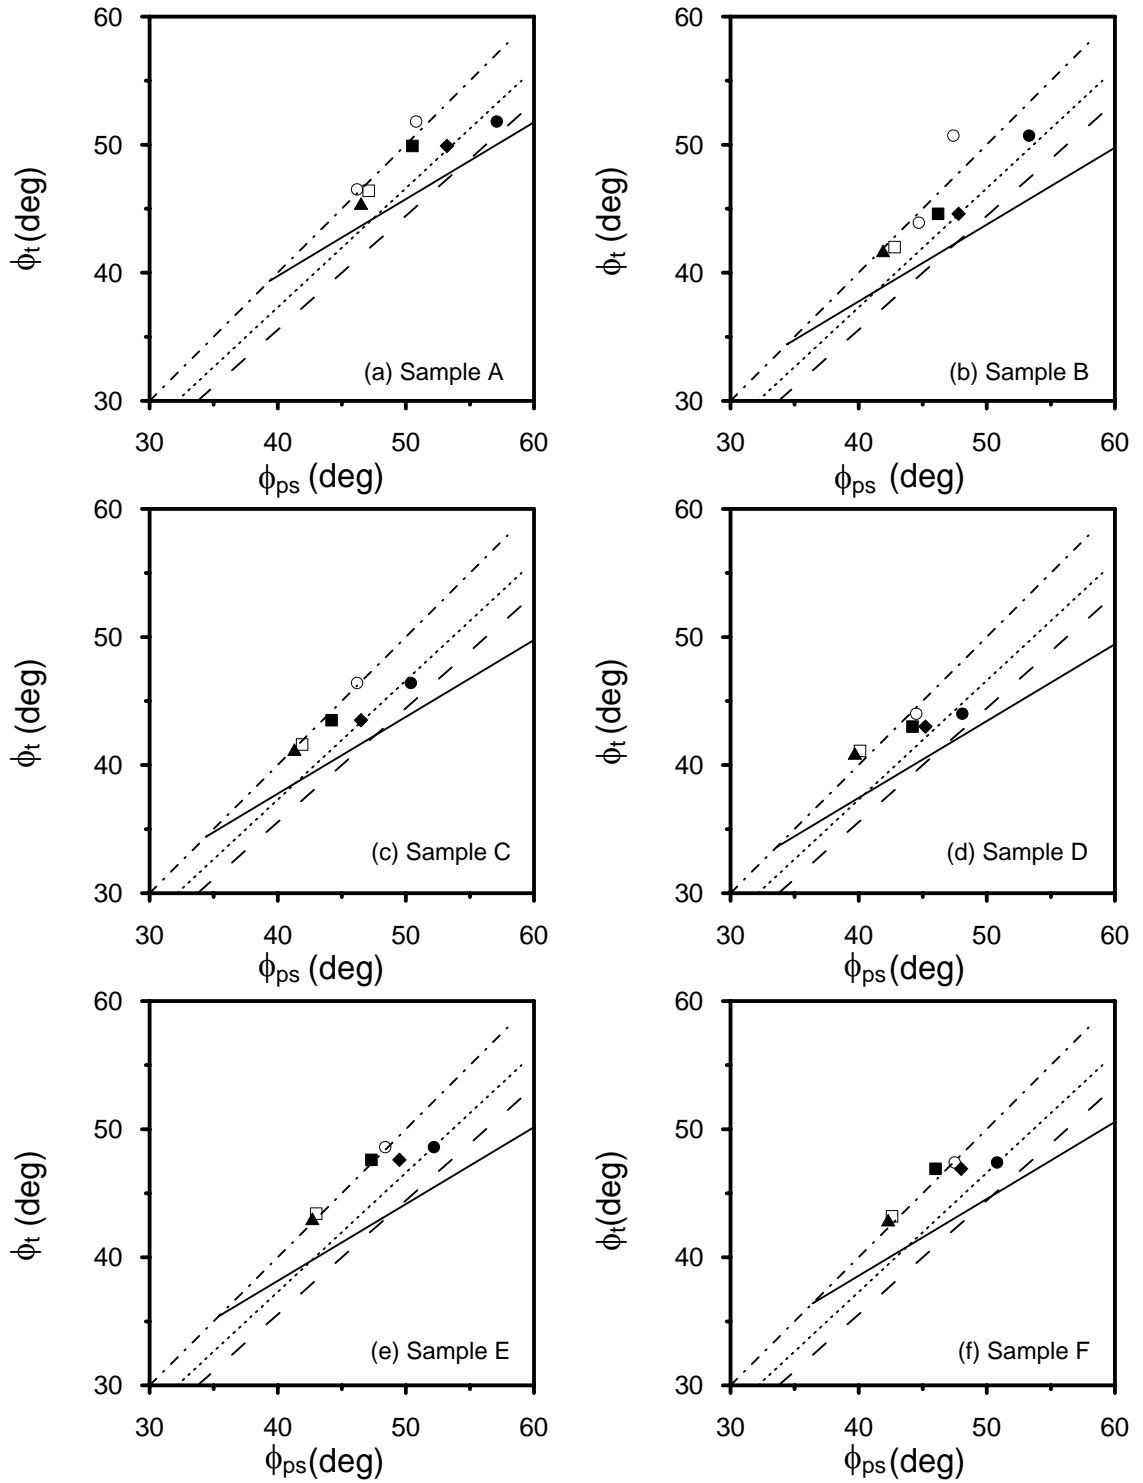 60
50
40
30
ϕt (deg)
(a) Sample A
30 40 50 60
ϕps (deg)
60
50
40
30
ϕt (deg)
(b) Sample B
30 40 50 60
ϕps (deg)
60
50
40
30
ϕt (deg)
(c) Sample C
30 40 50 60
ϕps (deg)
60
50
40
30
ϕt (deg)
(d) Sample D
30 40 50 60
ϕps (deg)
60
50
40
30
ϕt (deg)
(e) Sample E
30 40 50 60
ϕps (deg)
60
50
40
30
ϕt(deg)
(f) Sample F
30 40 50 60
ϕps(deg)